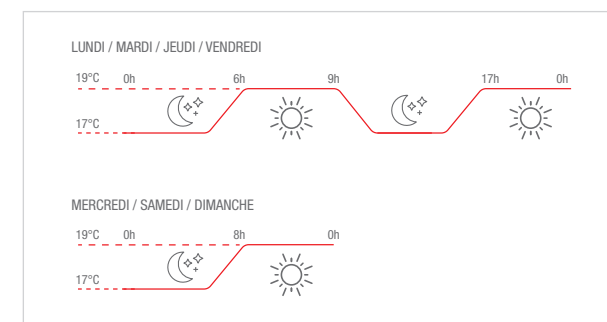 LUNDI / MARDI / JEUDI / VENDREDI
19°C 0h 6h 9h 17h 0h
17°C
MERCREDI / SAMEDI / DIMANCHE
19°C 0h 8h 0h
17°C